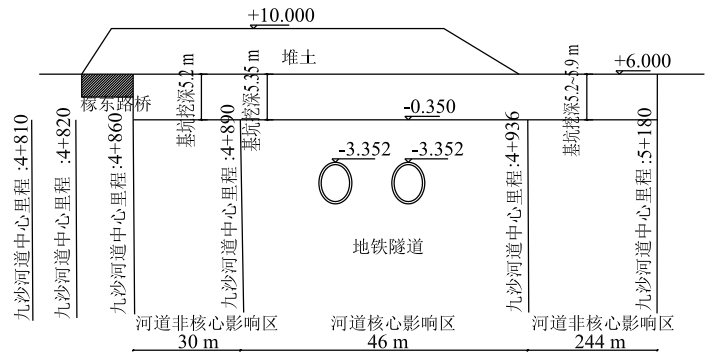 +10.000
堆土
+6.000
稼东路桥
基坑挖深5.2 m
基坑挖深5.35 m
基坑挖深5.2~5.9 m
-0.350
九沙河道中心里程:4+810
九沙河道中心里程:4+820
九沙河道中心里程:4+860
九沙河道中心里程:4+890
九沙河道中心里程:4+936
九沙河道中心里程:5+180
-3.352
-3.352
地铁隧道
河道非核心影响区
河道核心影响区
河道非核心影响区
30 m
46 m
244 m